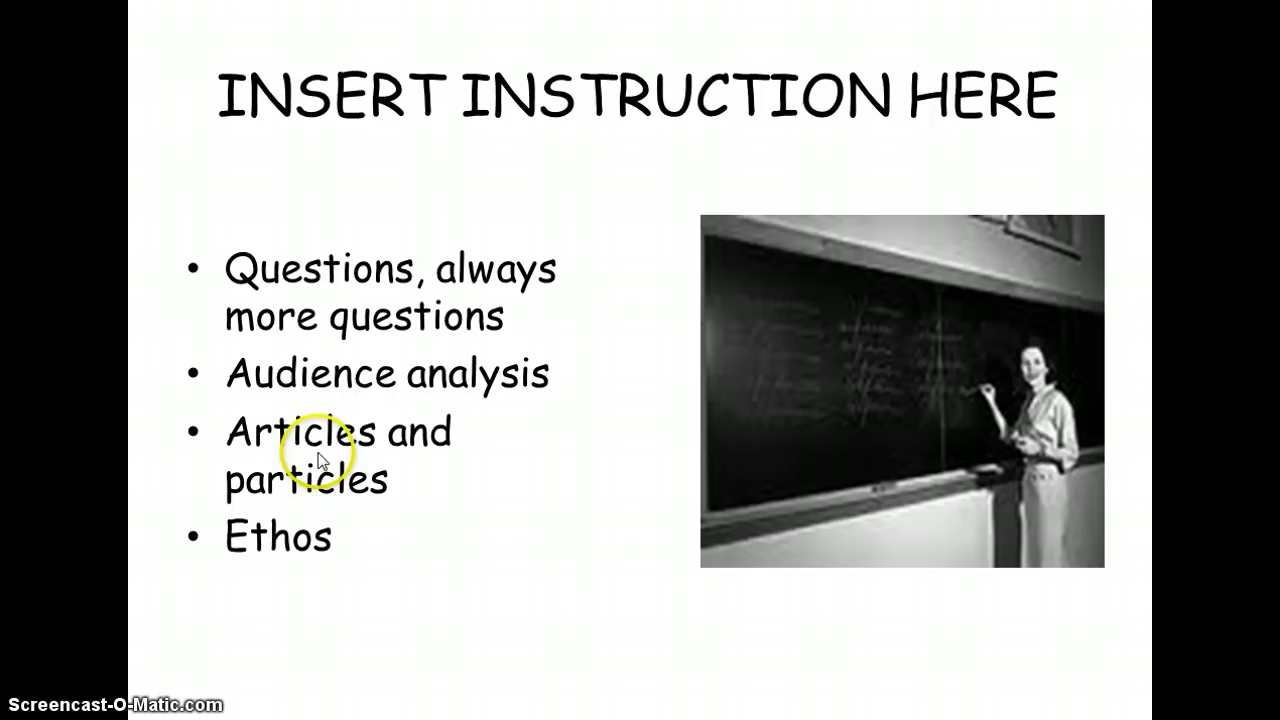 INSERT INSTRUCTION HERE
• Questions, always
more questions
• Audience analysis
• Articles and
particles
• Ethos
Screencast-O-Matic.com